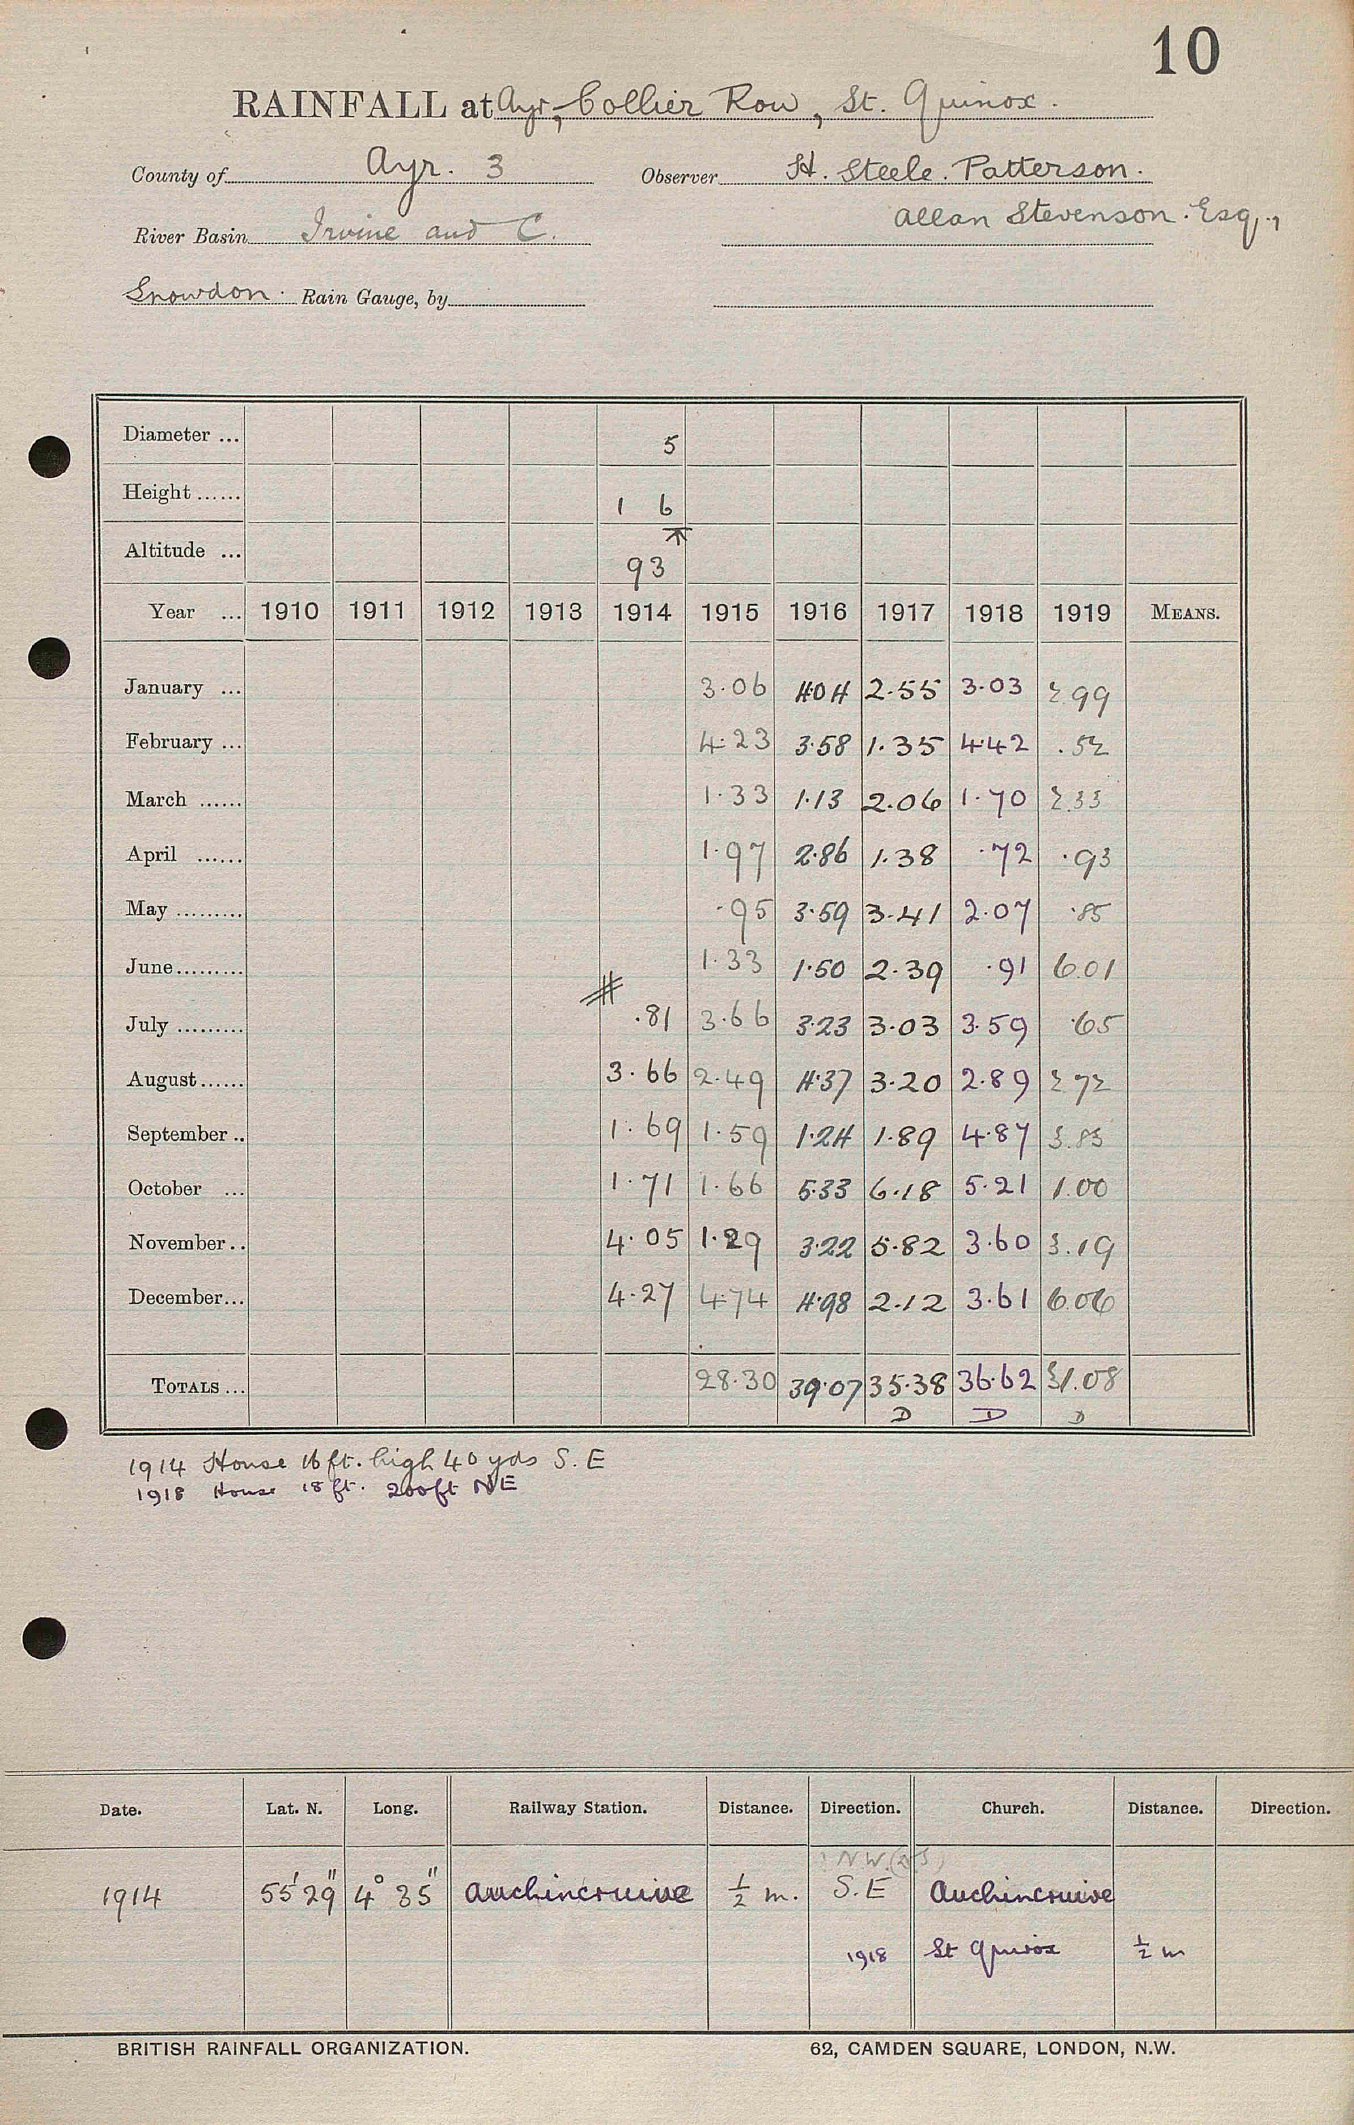 10
RAINFALL at Ayr, Collier Row, St. Quinox.
County of Ayr. 3 Observer H. Steele. Patterson.
River Basin Irvine and C. Allan Stevenson. Esq.,
Snowdon. Rain Gauge, by
Diameter ... 5
Height ...... 1 6
Altitude ... 93
Year ... 1910 1911 1912 1913 1914 1915 1916 1917 1918 1919 MEANS.
January ... 3.06 4.04 2.55 3.03 2.99
February ... 4.23 3.58 1.35 4.42 .52
March ...... 1.33 1.13 2.06 1.70 2.33
April ...... 1.97 2.86 1.38 .72 .93
May ......... .95 3.59 3.41 2.07 .85
June......... 1.33 1.50 2.39 .91 6.01
July ......... # .81 3.66 3.23 3.03 3.59 .65
August...... 3.66 2.49 4.37 3.20 2.89 2.72
September .. 1.69 1.59 1.24 1.89 4.87 3.83
October ... 1.71 1.66 5.33 6.18 5.21 1.00
November .. 4.05 1.29 3.22 5.82 3.60 3.19
December... 4.27 4.74 4.98 2.12 3.61 6.06
TOTALS ... 28.30 39.07 35.38 36.62 31.08
D D D
1914 House 16 ft. high 40 yds S. E
1918 House 18 ft. 200 ft NE
Date. Lat. N. Long. Railway Station. Distance. Direction. Church. Distance. Direction.
N.W.
1914 55' 29" 4° 35" Auchincruive ½ m. S. E Auchincruive
1918 St Quivox ½ m
BRITISH RAINFALL ORGANIZATION. 62, CAMDEN SQUARE, LONDON, N.W.